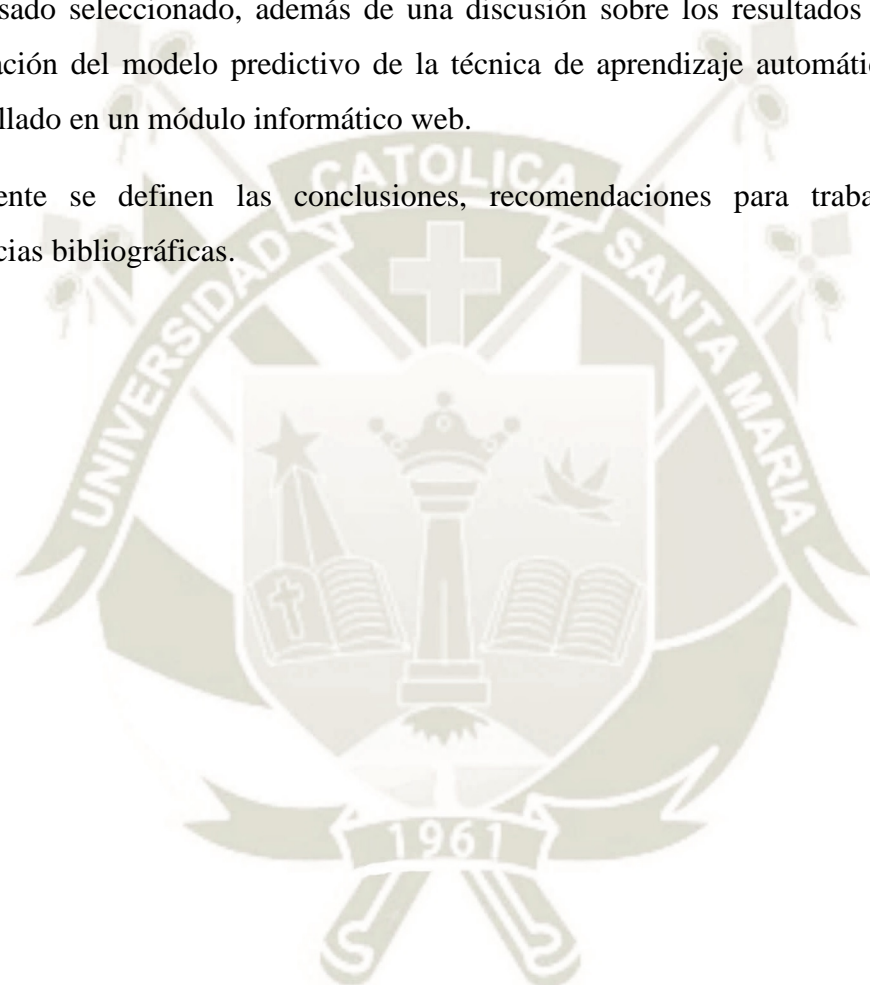 sado seleccionado, además de una discusión sobre los resultados
ación del modelo predictivo de la técnica de aprendizaje automátic
llado en un módulo informático web.
ente se definen las conclusiones, recomendaciones para traba
cias bibliográficas.
UNIVERSIDAD CATOLICA SANTA MARIA
1961
S S